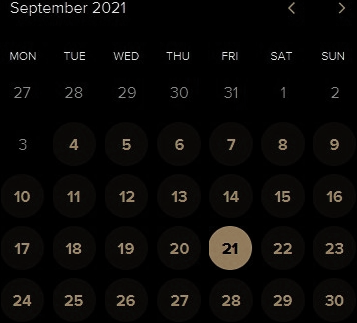 September 2021 < >
MON TUE WED THU FRI SAT SUN
27 28 29 30 31 1 2
3 4 5 6 7 8 9
10 11 12 13 14 15 16
17 18 19 20 21 22 23
24 25 26 27 28 29 30